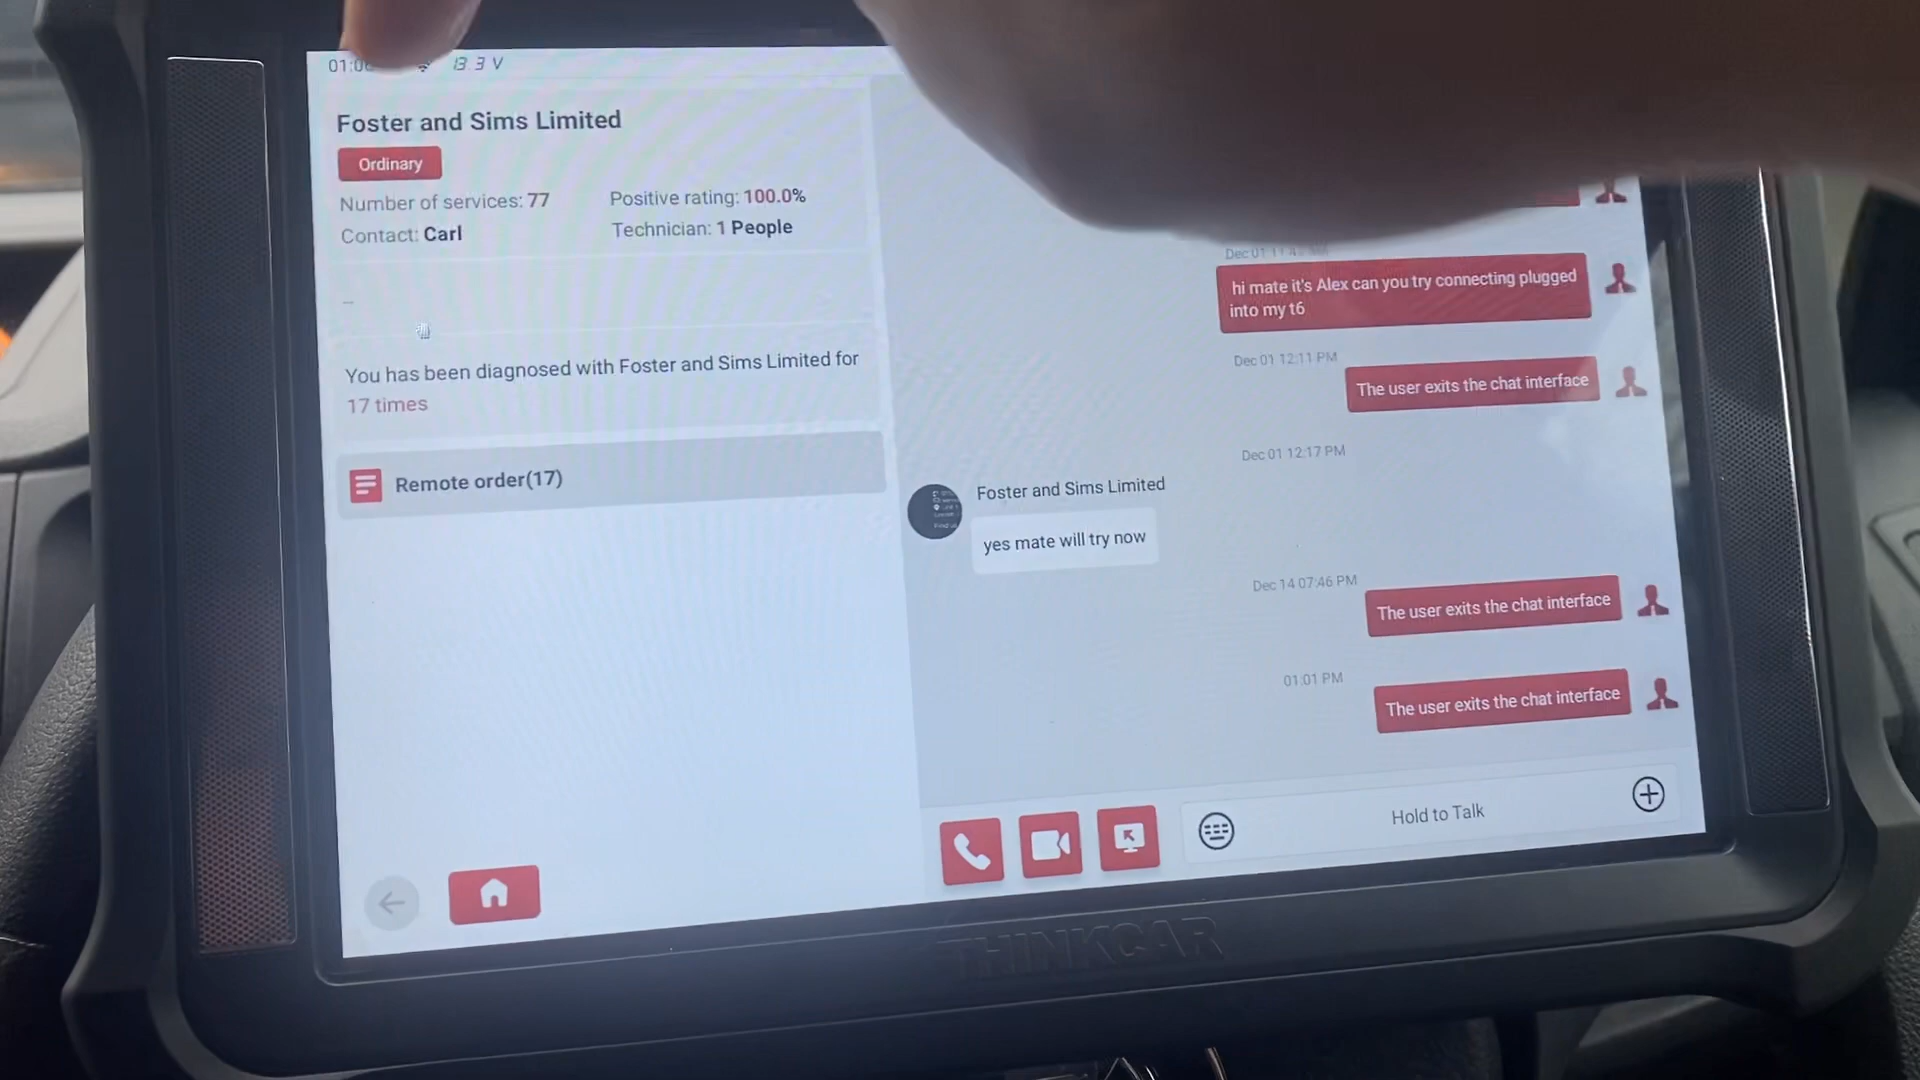 13.3 V
Foster and Sims Limited
Ordinary
Number of services: 77
Positive rating: 100.0%
Contact: Carl
Technician: 1 People
--
You has been diagnosed with Foster and Sims Limited for
17 times
Remote order(17)
Dec 01
hi mate it's Alex can you try connecting plugged
into my t6
Dec 01 12:11 PM
The user exits the chat interface
Dec 01 12:17 PM
Foster and Sims Limited
yes mate will try now
Dec 14 07:46 PM
The user exits the chat interface
01:01 PM
The user exits the chat interface
Hold to Talk
THINKCAR